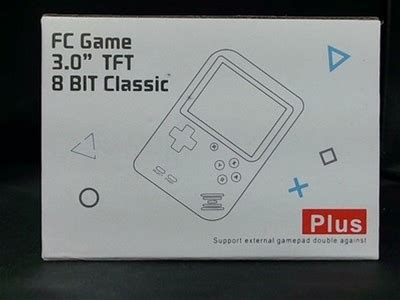 FC Game
3.0” TFT
8 BIT Classic
Plus
Support external gamepad double against